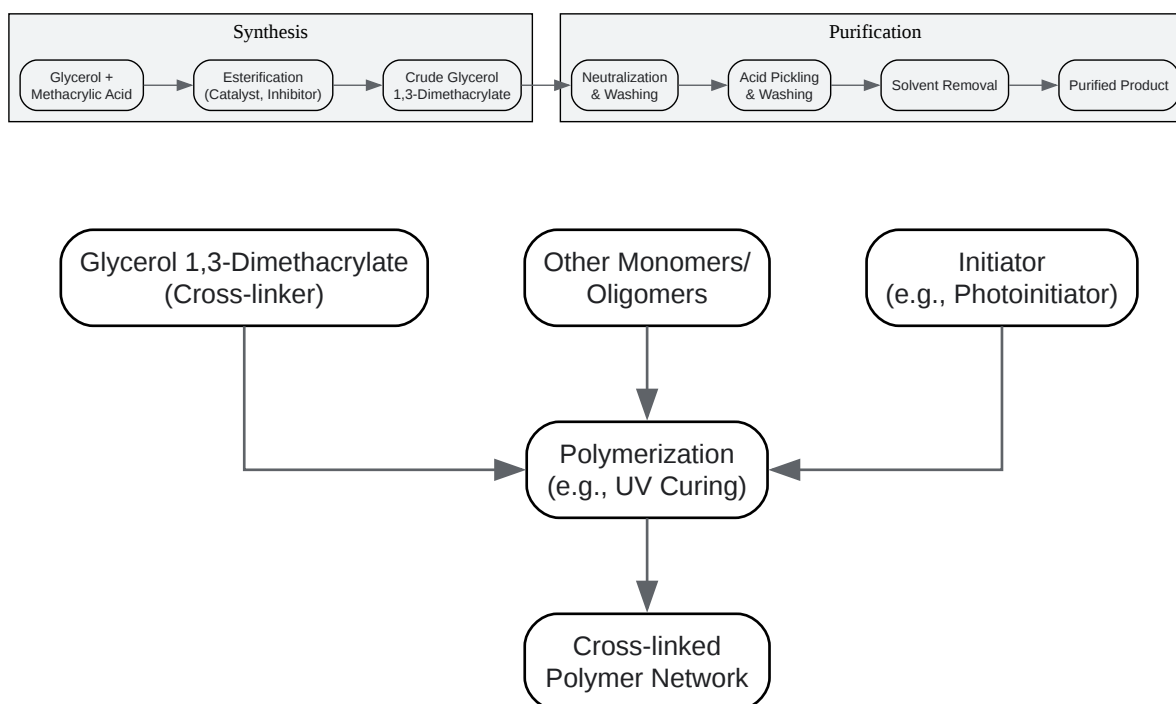 Synthesis
Purification
Glycerol +
Methacrylic Acid
Esterification
(Catalyst, Inhibitor)
Crude Glycerol
1,3-Dimethacrylate
Neutralization
& Washing
Acid Pickling
& Washing
Solvent Removal
Purified Product
Glycerol 1,3-Dimethacrylate
(Cross-linker)
Other Monomers/
Oligomers
Initiator
(e.g., Photoinitiator)
Polymerization
(e.g., UV Curing)
Cross-linked
Polymer Network